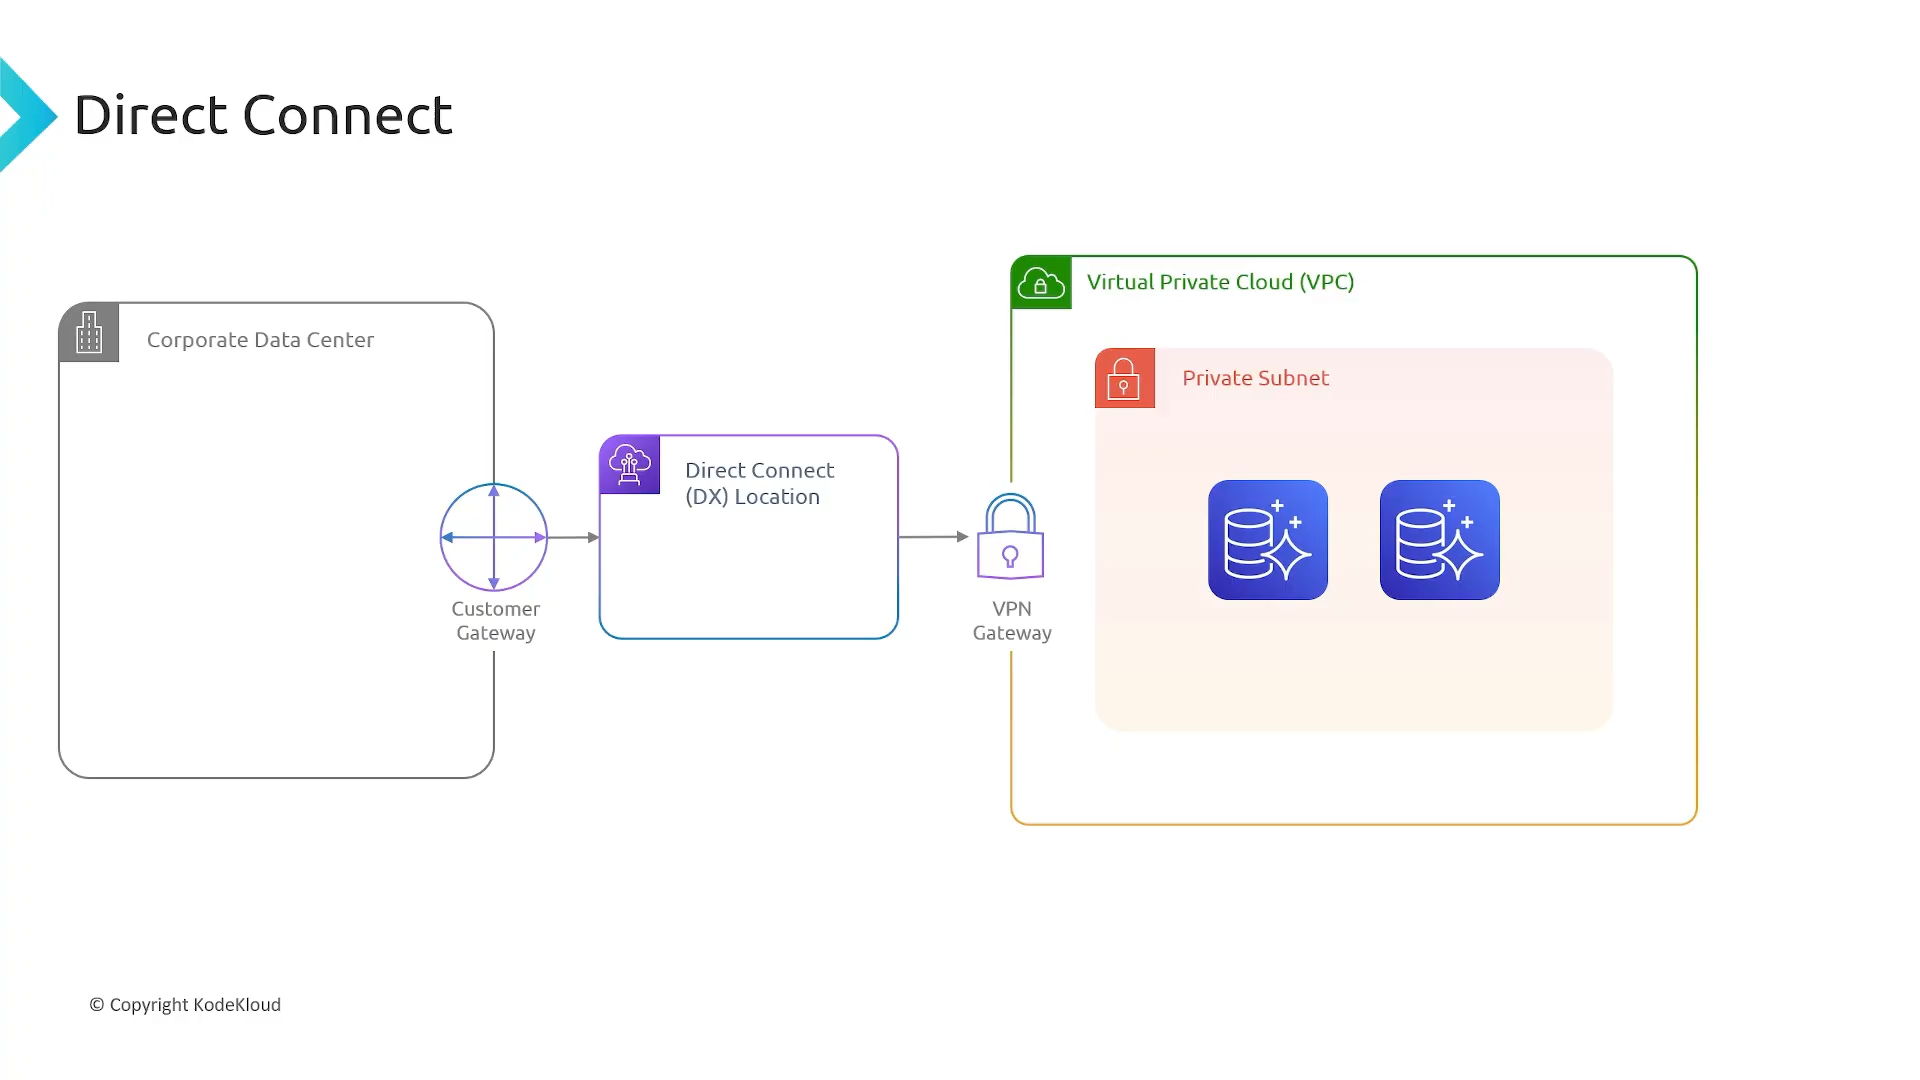 Direct Connect
Virtual Private Cloud (VPC)
Corporate Data Center
Private Subnet
Direct Connect
(DX) Location
Customer
Gateway
VPN
Gateway
© Copyright KodeKloud